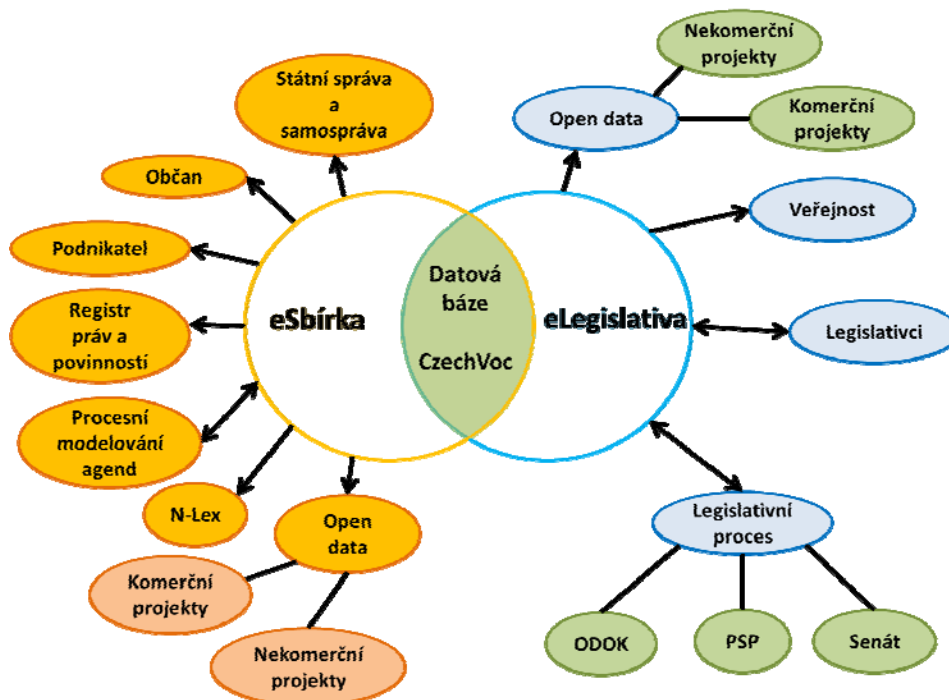 Nekomerční
projekty
Státní správa
a
samospráva
Open data
Komerční
projekty
Občan
Veřejnost
Podnikatel
Datová
báze
CzechVoc
eSbírka
eLegislativa
Registr
práv a
povinností
Legislativci
Procesní
modelování
agend
N-Lex
Open
data
Legislativní
proces
Komerční
projekty
Nekomerční
projekty
ODOK
PSP
Senát